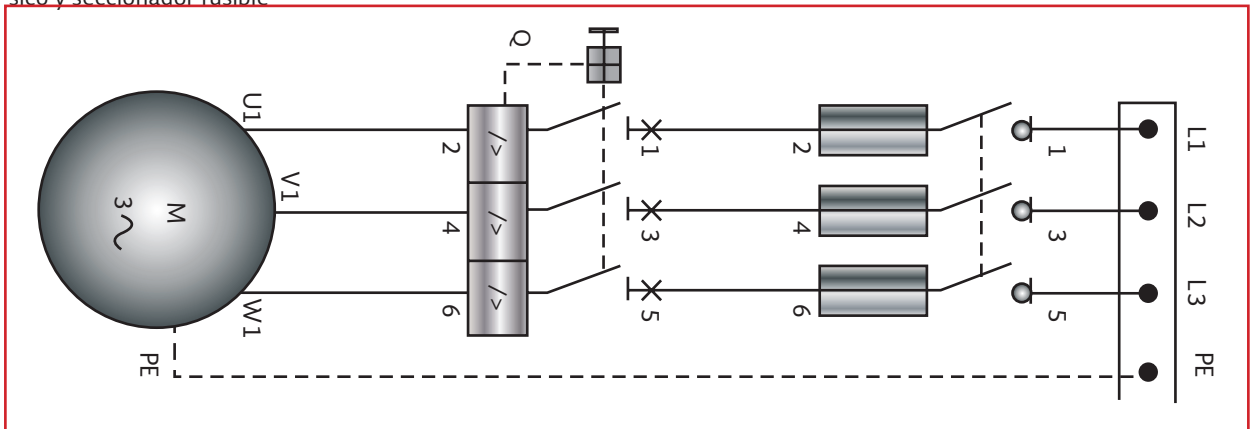 sico y seccionador fusible
L1 L2 L3 PE
1 3 5
2 4 6
1 3 5
Q
I> I> I>
2 4 6
U1 V1 W1
M
3 ~
PE